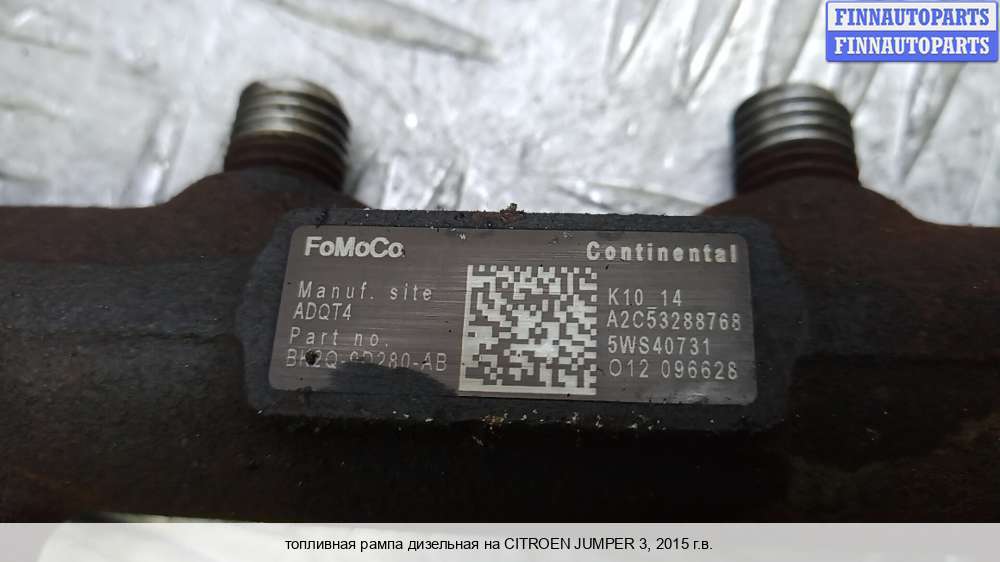 FINNAUTOPARTS
FINNAUTOPARTS
FoMoCo
Continental
Manuf. site
ADQT4
Part no.
BK2Q-9D280-AB
K10_14
A2C53288768
5WS40731
O12 096628
топливная рампа дизельная на CITROEN JUMPER 3, 2015 г.в.